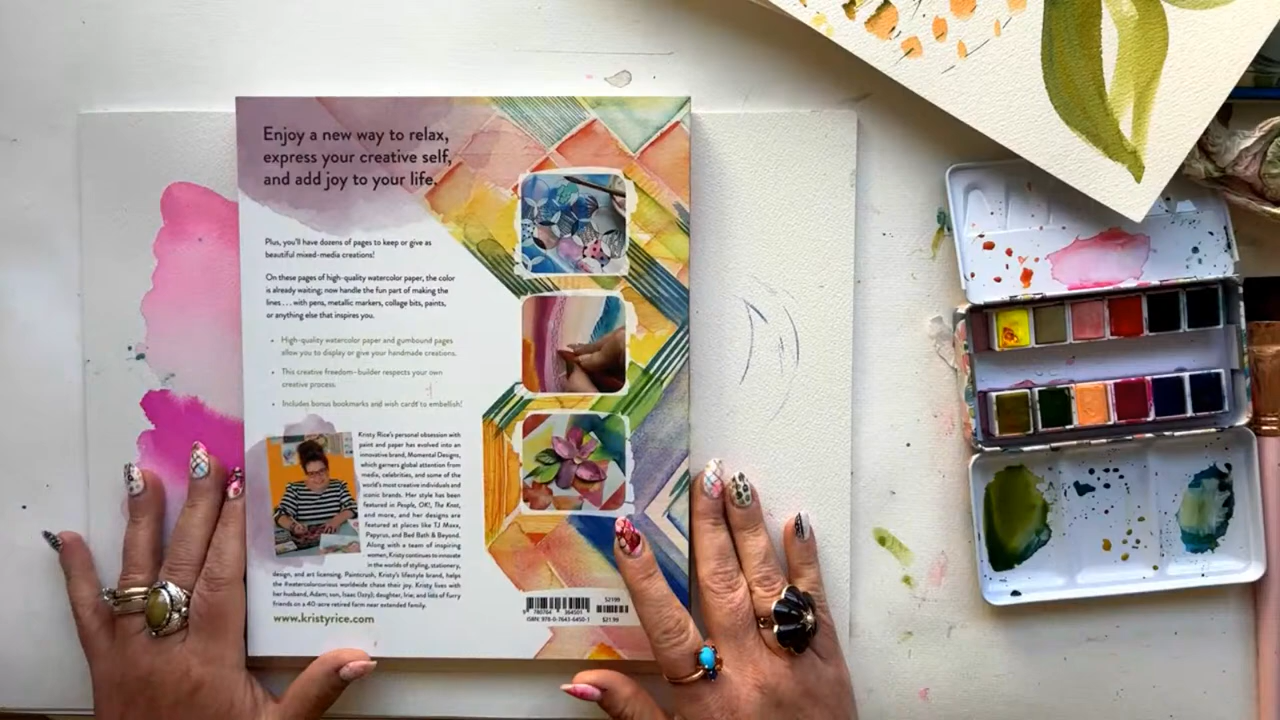 Enjoy a new way to relax,
express your creative self,
and add joy to your life.
Plus, you'll have dozens of pages to keep or give as
beautiful mixed-media creations!
On these pages of high-quality watercolor paper, the color
is already waiting; now handle the fun part of making the
lines . . . with pens, metallic markers, collage bits, paints,
or anything else that inspires you.
• High-quality watercolor paper and gumbound pages
allow you to display or give your handmade creations.
• This creative freedom-builder respects your own
creative process.
• Includes bonus bookmarks and wish cards to embellish!
Kristy Rice's personal obsession with
paint and paper has evolved into an
innovative brand, Momental Designs,
which garners global attention from
media, celebrities, and some of the
world's most creative individuals and
iconic brands. Her style has been
featured in People, OK!, The Knot,
and more, and her designs are
featured at places like TJ Maxx,
Papyrus, and Bed Bath & Beyond.
Along with a team of inspiring
women, Kristy continues to innovate
in the worlds of styling, stationery,
design, and art licensing. Paintcrush, Kristy's lifestyle brand, helps
the #watercolorcurious worldwide chase their joy. Kristy lives with
her husband, Adam; son, Isaac (Izzy); daughter, Irie; and lots of furry
friends on a 40-acre retired farm near extended family.
www.kristyrice.com
9 780764 364501
ISBN: 978-0-7643-6450-1
$21.99